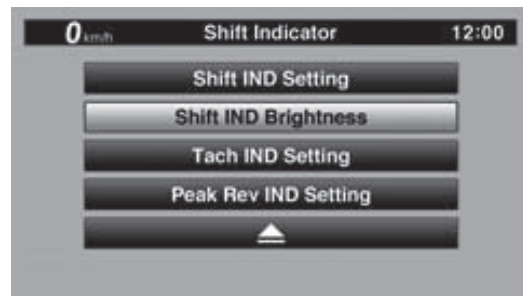 0 km/h Shift Indicator 12:00
Shift IND Setting
Shift IND Brightness
Tach IND Setting
Peak Rev IND Setting